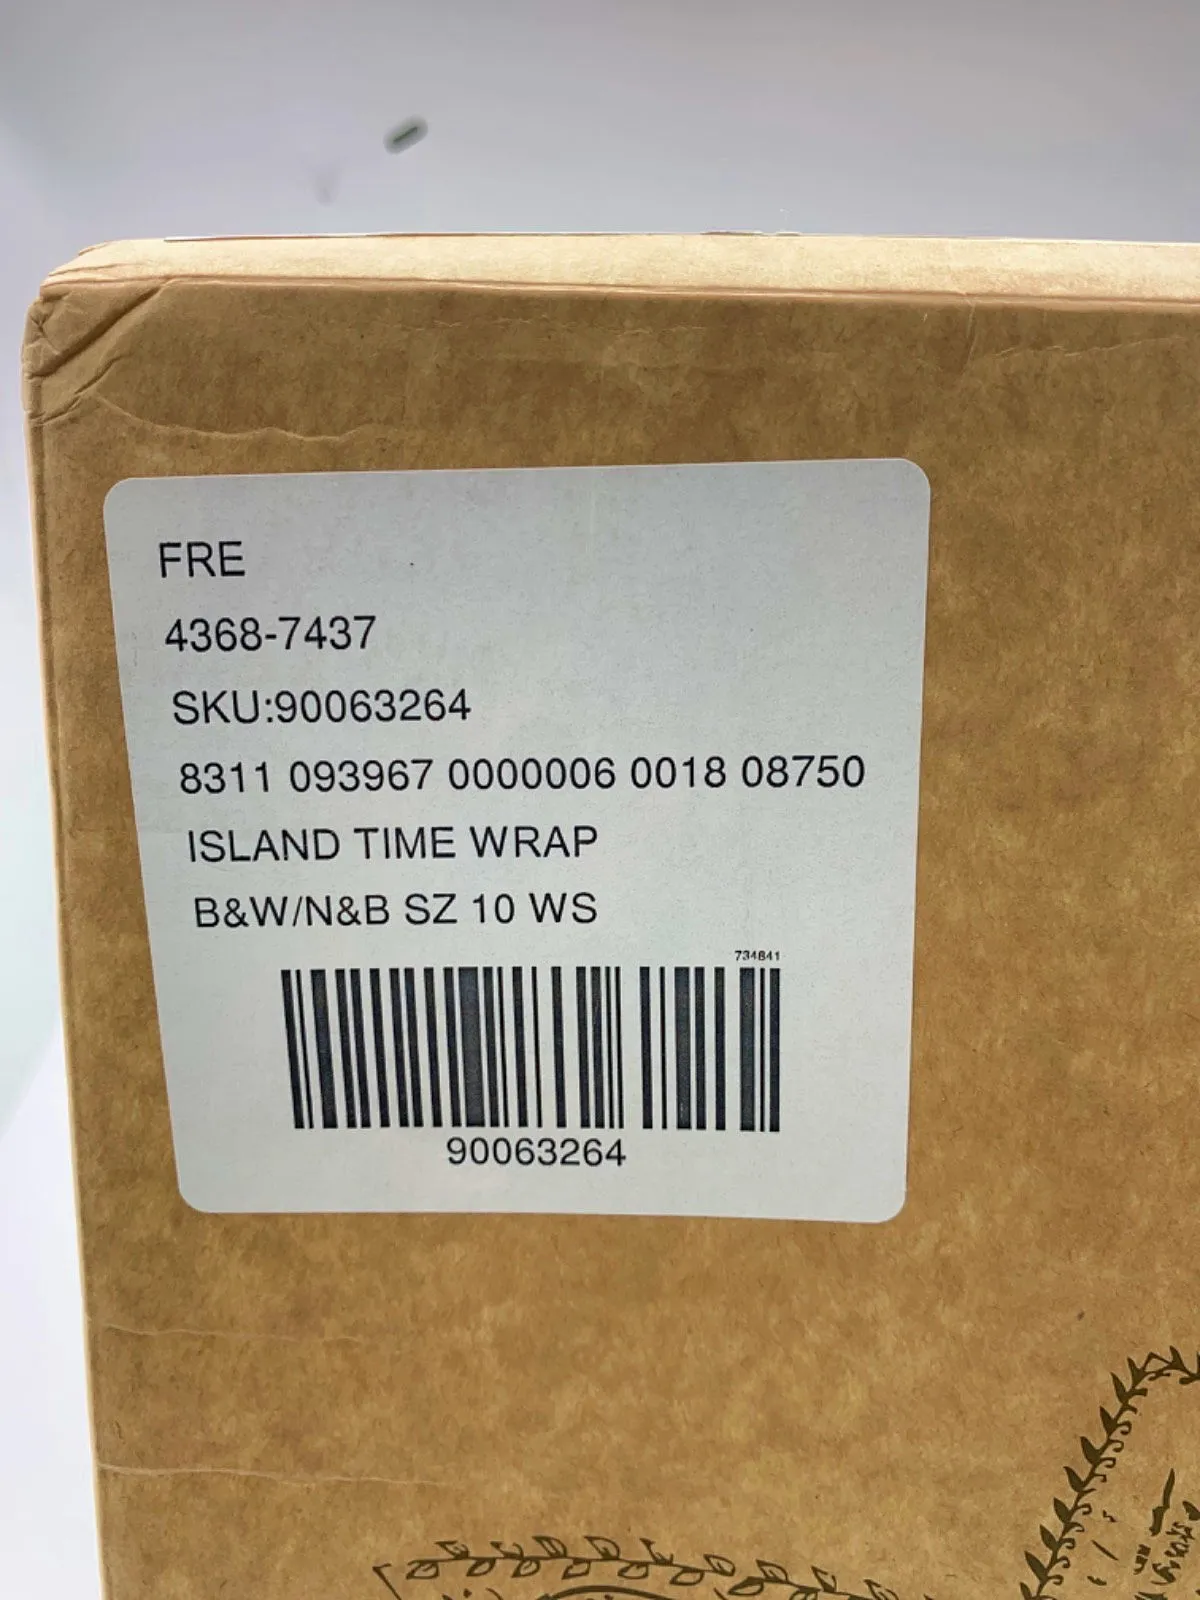 FRE
4368-7437
SKU:90063264
8311 093967 0000006 0018 08750
ISLAND TIME WRAP
B&W/N&B SZ 10 WS
734841
90063264